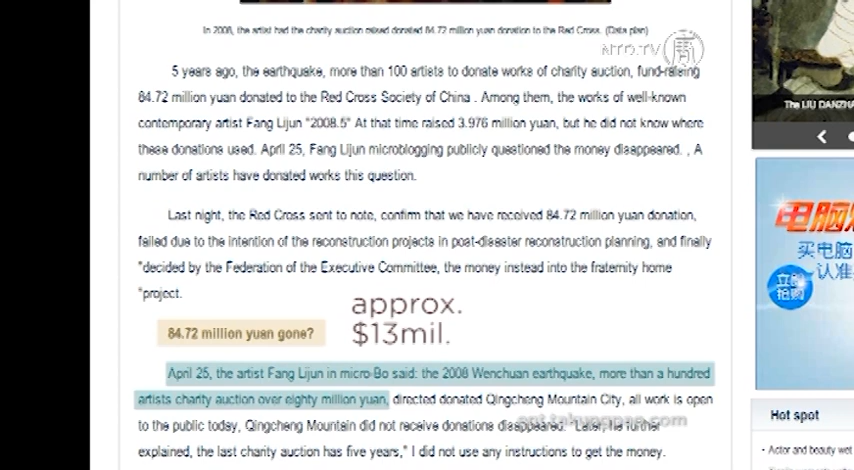 In 2008, the artist had the charity auction raised donated 84.72 million yuan donation to the Red Cross. (Data plan)
NTD.TV
5 years ago, the earthquake, more than 100 artists to donate works of charity auction, fund-raising
84.72 million yuan donated to the Red Cross Society of China . Among them, the works of well-known
contemporary artist Fang Lijun "2008.5" At that time raised 3.976 million yuan, but he did not know where
these donations used. April 25, Fang Lijun microblogging publicly questioned the money disappeared. , A
number of artists have donated works this question.
The LIU DANZHA
Last night, the Red Cross sent to note, confirm that we have received 84.72 million yuan donation,
failed due to the intention of the reconstruction projects in post-disaster reconstruction planning, and finally
"decided by the Federation of the Executive Committee, the money instead into the fraternity home
"project.
买电脑
认准
立即
抢购
approx.
$13mil.
84.72 million yuan gone?
April 25, the artist Fang Lijun in micro-Bo said: the 2008 Wenchuan earthquake, more than a hundred
artists charity auction over eighty million yuan, directed donated Qingcheng Mountain City, all work is open
to the public today, Qingcheng Mountain did not receive donations disappeared. "Later, he further
art.takungpao.com
explained, the last charity auction has five years," I did not use any instructions to get the money.
Hot spot
· Actor and beauty wet